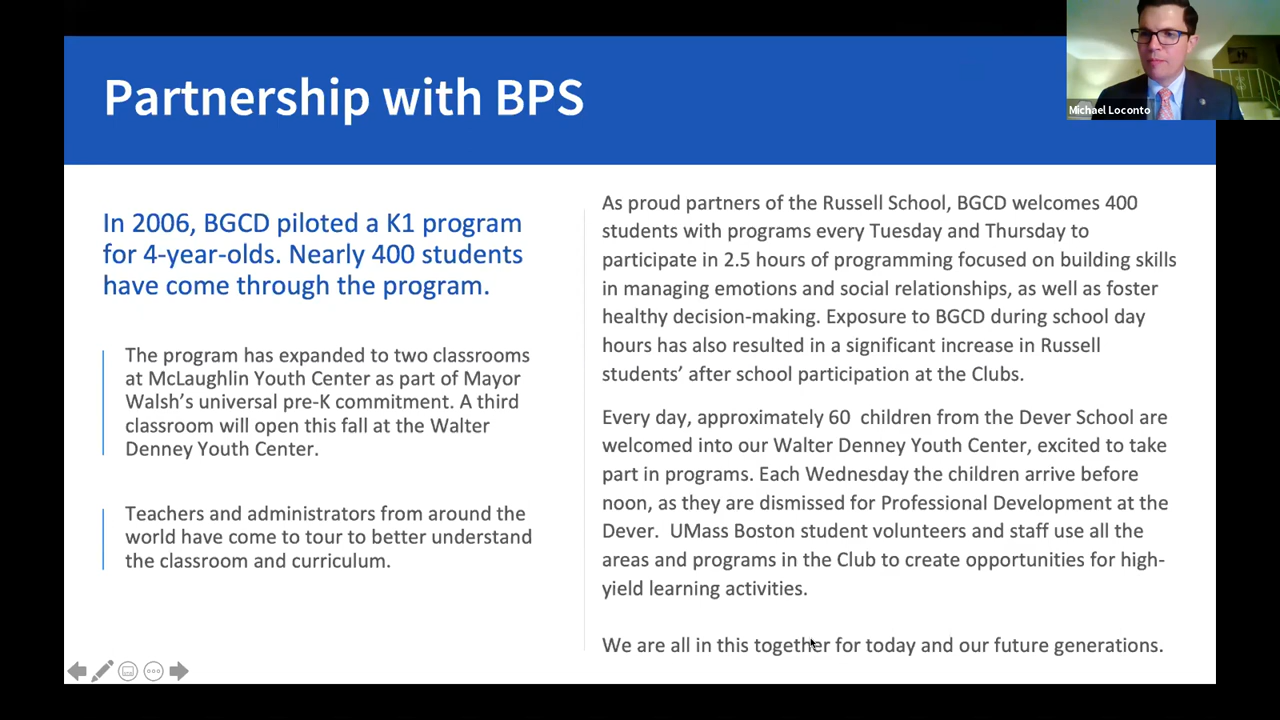 Partnership with BPS
Michael Loconto
In 2006, BGCD piloted a K1 program
for 4-year-olds. Nearly 400 students
have come through the program.
The program has expanded to two classrooms
at McLaughlin Youth Center as part of Mayor
Walsh's universal pre-K commitment. A third
classroom will open this fall at the Walter
Denney Youth Center.
Teachers and administrators from around the
world have come to tour to better understand
the classroom and curriculum.
As proud partners of the Russell School, BGCD welcomes 400
students with programs every Tuesday and Thursday to
participate in 2.5 hours of programming focused on building skills
in managing emotions and social relationships, as well as foster
healthy decision-making. Exposure to BGCD during school day
hours has also resulted in a significant increase in Russell
students' after school participation at the Clubs.
Every day, approximately 60  children from the Dever School are
welcomed into our Walter Denney Youth Center, excited to take
part in programs. Each Wednesday the children arrive before
noon, as they are dismissed for Professional Development at the
Dever.  UMass Boston student volunteers and staff use all the
areas and programs in the Club to create opportunities for high-
yield learning activities.
We are all in this together for today and our future generations.